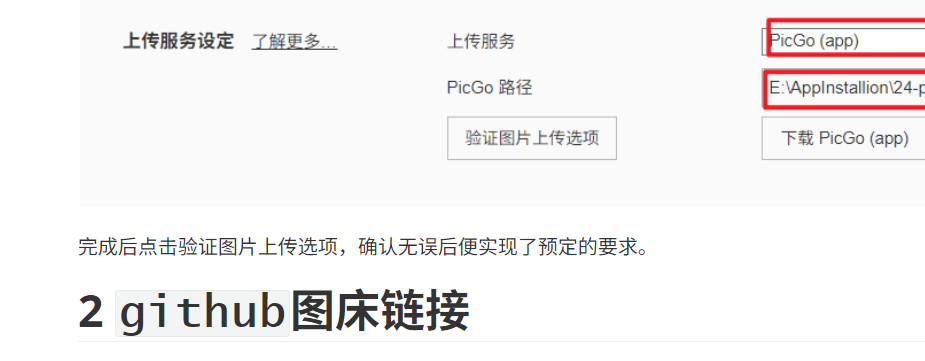 上传服务设定 了解更多... 上传服务 PicGo (app)
PicGo 路径 E:\AppInstallion\24-p
验证图片上传选项 下载 PicGo (app)
完成后点击验证图片上传选项，确认无误后便实现了预定的要求。
2 github图床链接